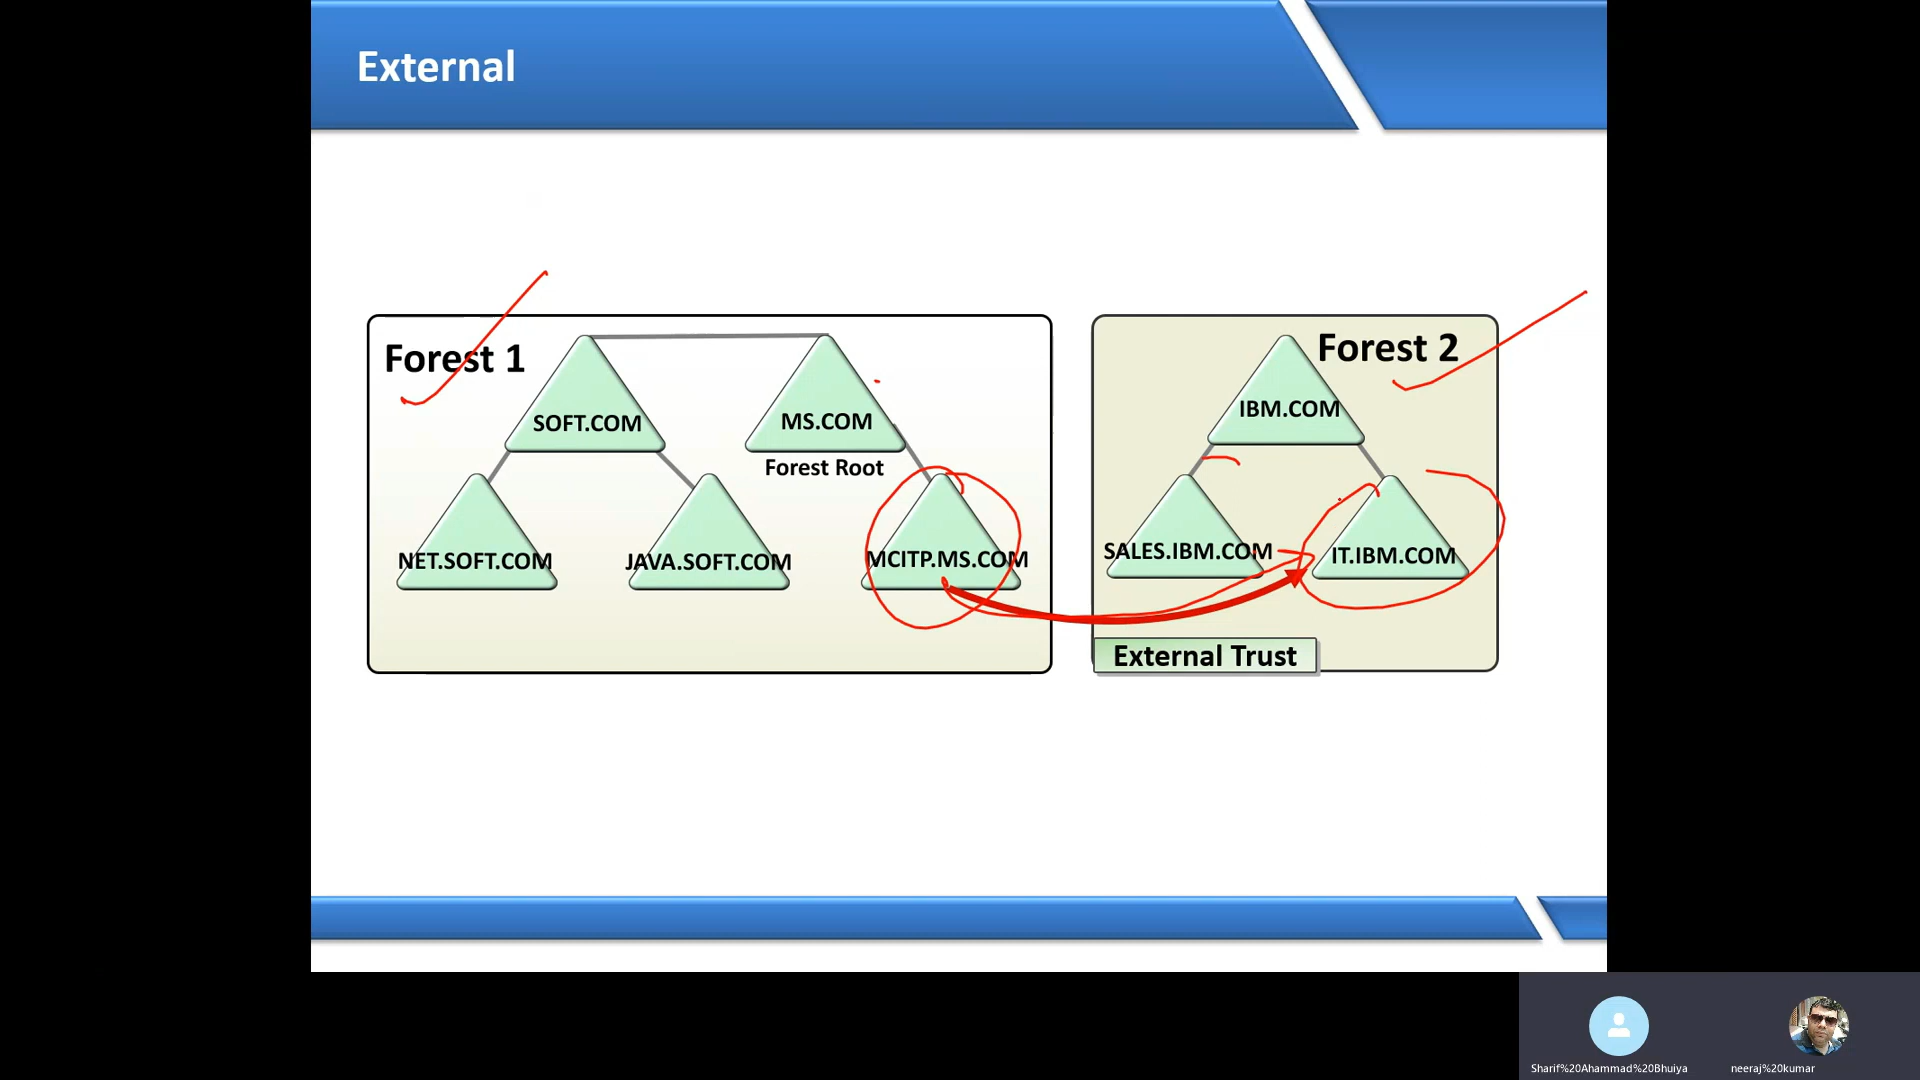 External
Forest 1
Forest 2
SOFT.COM
MS.COM
IBM.COM
Forest Root
NET.SOFT.COM
JAVA.SOFT.COM
MCITP.MS.COM
SALES.IBM.COM
IT.IBM.COM
External Trust
Sharif%20Ahammad%20Bhuiya
neeraj%20kumar